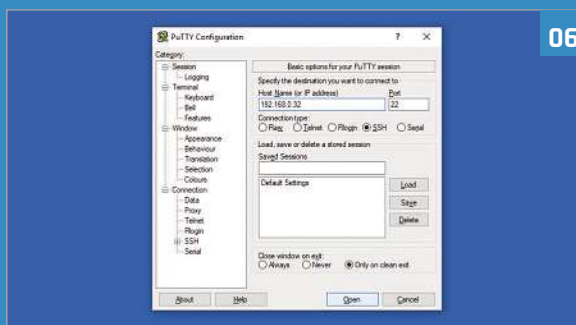 06
PuTTY Configuration ? ×
Category:
Session
Logging
Terminal
Keyboard
Bell
Features
Window
Appearance
Behaviour
Translation
Selection
Colours
Connection
Data
Proxy
Telnet
Rlogin
SSH
Serial
Basic options for your PuTTY session
Specify the destination you want to connect to
Host Name (or IP address) Port
192.168.0.32 22
Connection type:
Raw Telnet Rlogin SSH Serial
Load, save or delete a stored session
Saved Sessions
Default Settings
Load
Save
Delete
Close window on exit:
Always Never Only on clean exit
About Help Open Cancel